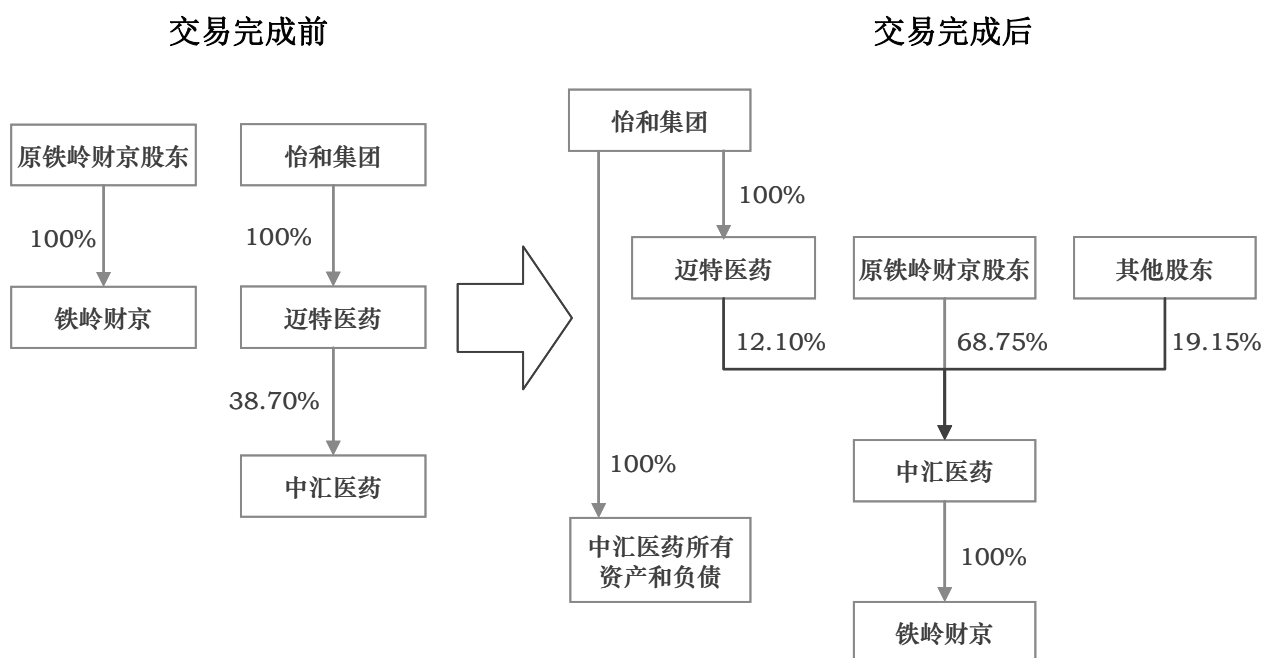 交易完成前
交易完成后
原铁岭财京股东
怡和集团
100%
100%
铁岭财京
迈特医药
38.70%
中汇医药
怡和集团
100%
迈特医药
原铁岭财京股东
其他股东
12.10%
68.75%
19.15%
100%
中汇医药
中汇医药所有
资产和负债
100%
铁岭财京